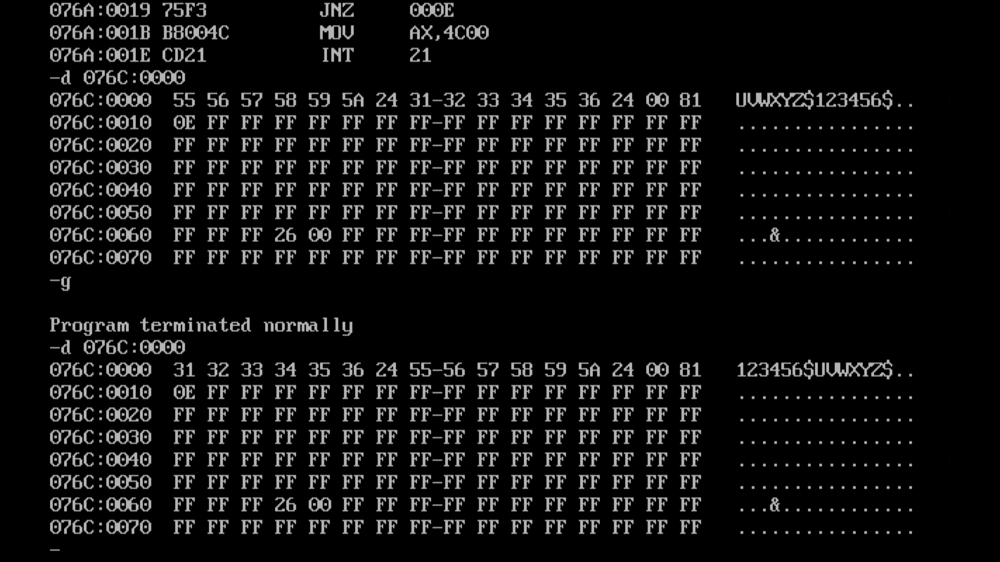 076A:0019 75F3 JNZ 000E
076A:001B B8004C MOV AX,4C00
076A:001E CD21 INT 21
-d 076C:0000
076C:0000 55 56 57 58 59 5A 24 31-32 33 34 35 36 24 00 81 UVWXYZ$123456$..
076C:0010 0E FF FF FF FF FF FF FF-FF FF FF FF FF FF FF FF ................
076C:0020 FF FF FF FF FF FF FF FF-FF FF FF FF FF FF FF FF ................
076C:0030 FF FF FF FF FF FF FF FF-FF FF FF FF FF FF FF FF ................
076C:0040 FF FF FF FF FF FF FF FF-FF FF FF FF FF FF FF FF ................
076C:0050 FF FF FF FF FF FF FF FF-FF FF FF FF FF FF FF FF ................
076C:0060 FF FF FF 26 00 FF FF FF-FF FF FF FF FF FF FF FF ...&............
076C:0070 FF FF FF FF FF FF FF FF-FF FF FF FF FF FF FF FF ................
-g
Program terminated normally
-d 076C:0000
076C:0000 31 32 33 34 35 36 24 55-56 57 58 59 5A 24 00 81 123456$UVWXYZ$..
076C:0010 0E FF FF FF FF FF FF FF-FF FF FF FF FF FF FF FF ................
076C:0020 FF FF FF FF FF FF FF FF-FF FF FF FF FF FF FF FF ................
076C:0030 FF FF FF FF FF FF FF FF-FF FF FF FF FF FF FF FF ................
076C:0040 FF FF FF FF FF FF FF FF-FF FF FF FF FF FF FF FF ................
076C:0050 FF FF FF FF FF FF FF FF-FF FF FF FF FF FF FF FF ................
076C:0060 FF FF FF 26 00 FF FF FF-FF FF FF FF FF FF FF FF ...&............
076C:0070 FF FF FF FF FF FF FF FF-FF FF FF FF FF FF FF FF ................
-